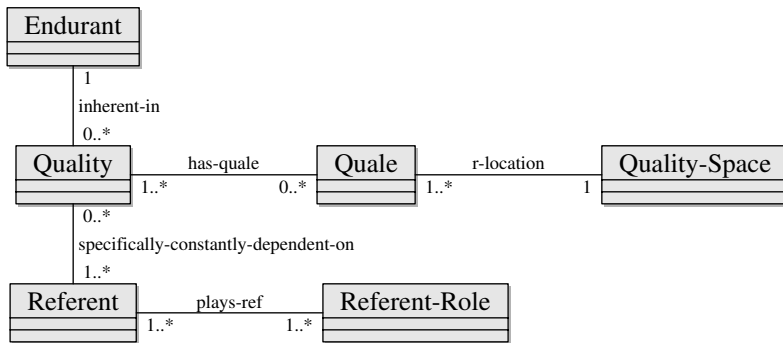 Endurant
1
inherent-in
0..*
Quality has-quale Quale r-location Quality-Space
1..* 0..* 1..* 1
0..*
specifically-constantly-dependent-on
1..*
Referent plays-ref Referent-Role
1..* 1..*